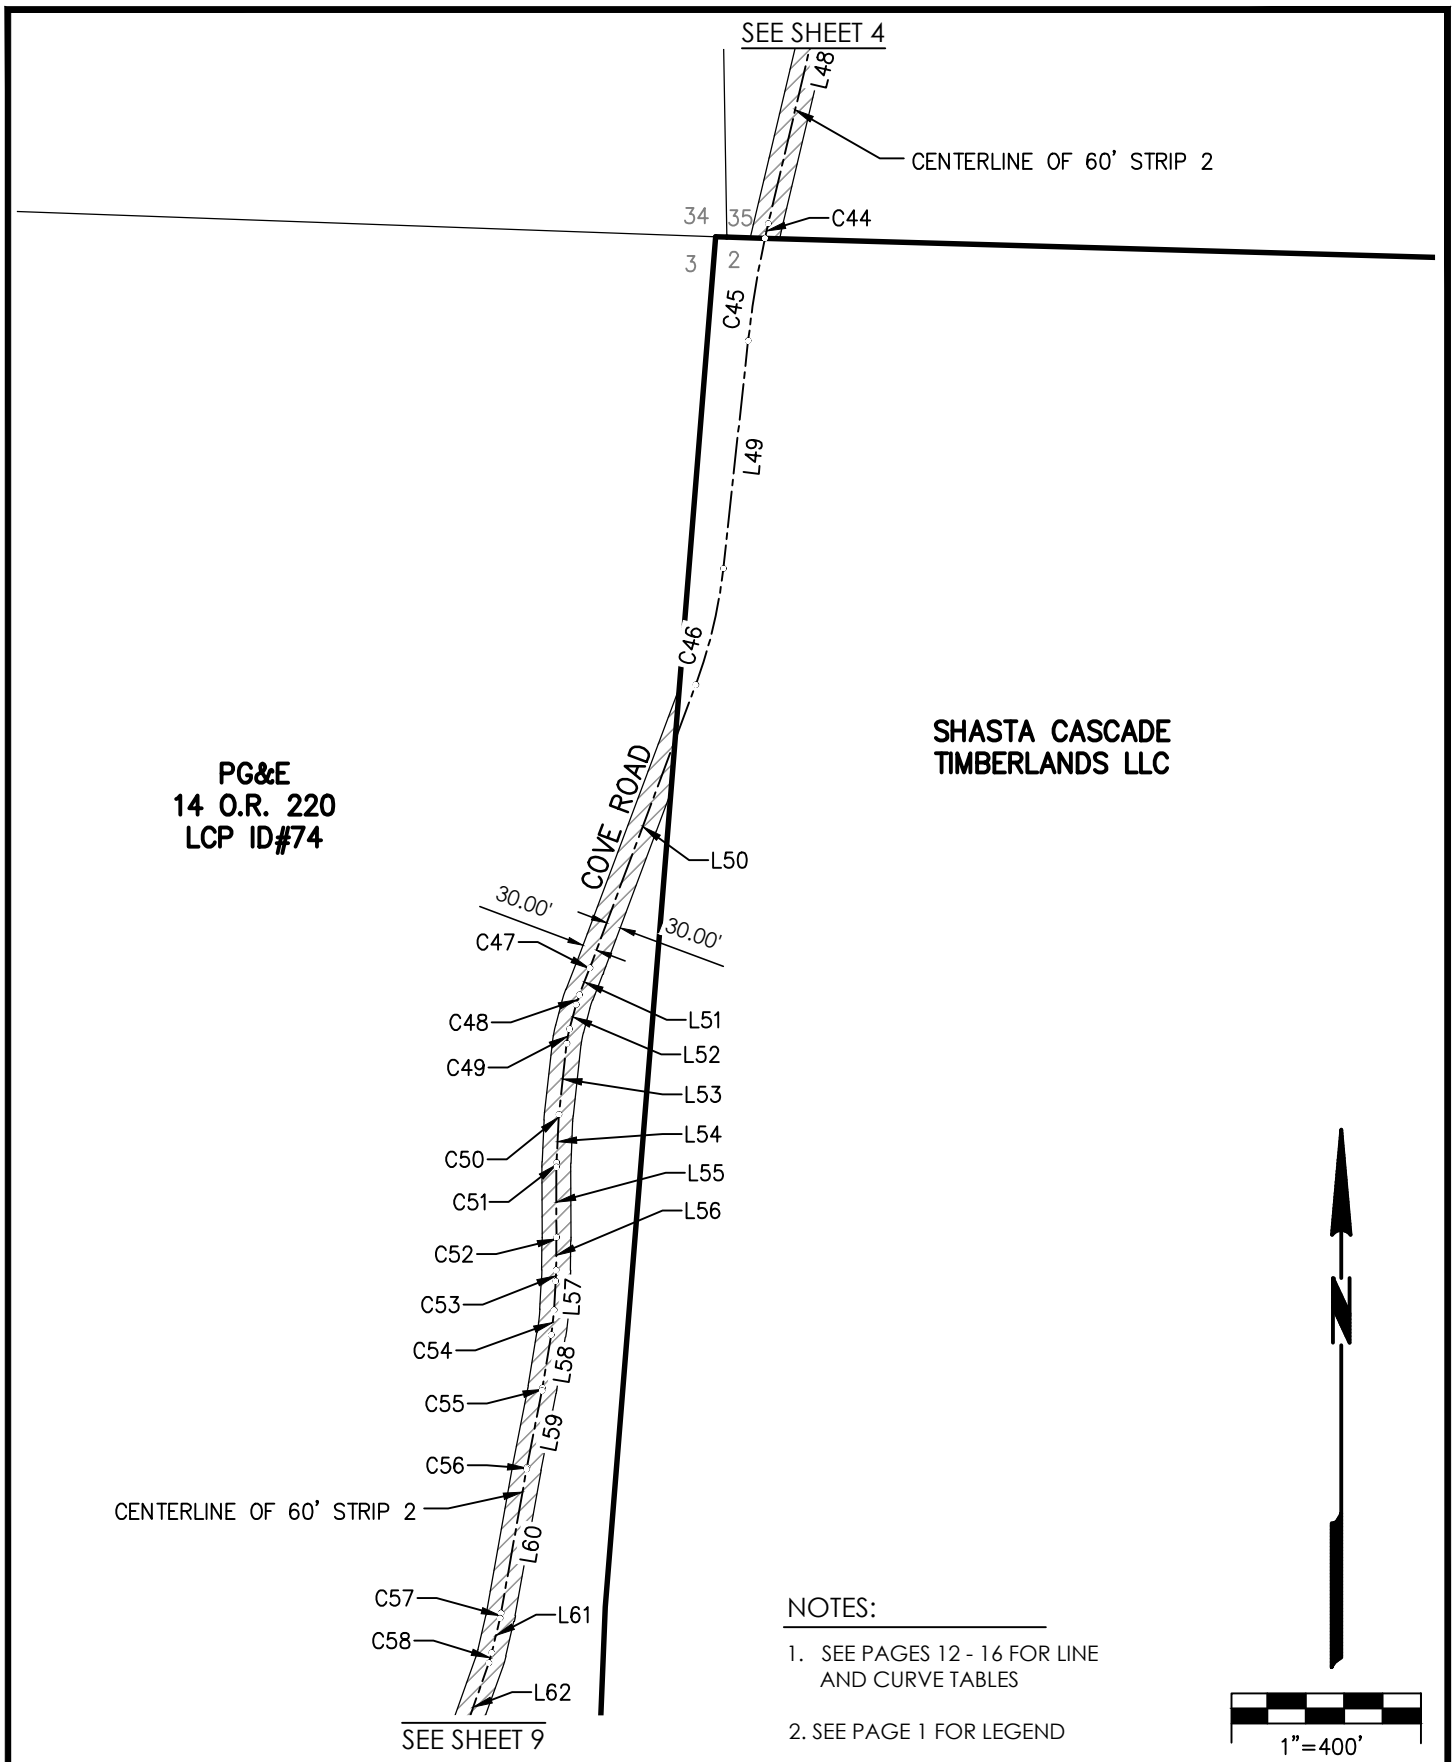 SEE SHEET 4
L48
CENTERLINE OF 60' STRIP 2
34 35
C44
3 2
C45
L49
C46
SHASTA CASCADE
TIMBERLANDS LLC
PG&E
14 O.R. 220
LCP ID#74
COVE ROAD
L50
30.00'
30.00'
C47
C48
L51
C49
L52
L53
L54
C50
L55
C51
L56
C52
L57
C53
C54
L58
C55
L59
C56
CENTERLINE OF 60' STRIP 2
L60
C57
L61
C58
L62
SEE SHEET 9
NOTES:
1. SEE PAGES 12 - 16 FOR LINE
AND CURVE TABLES
2. SEE PAGE 1 FOR LEGEND
N
1"=400'